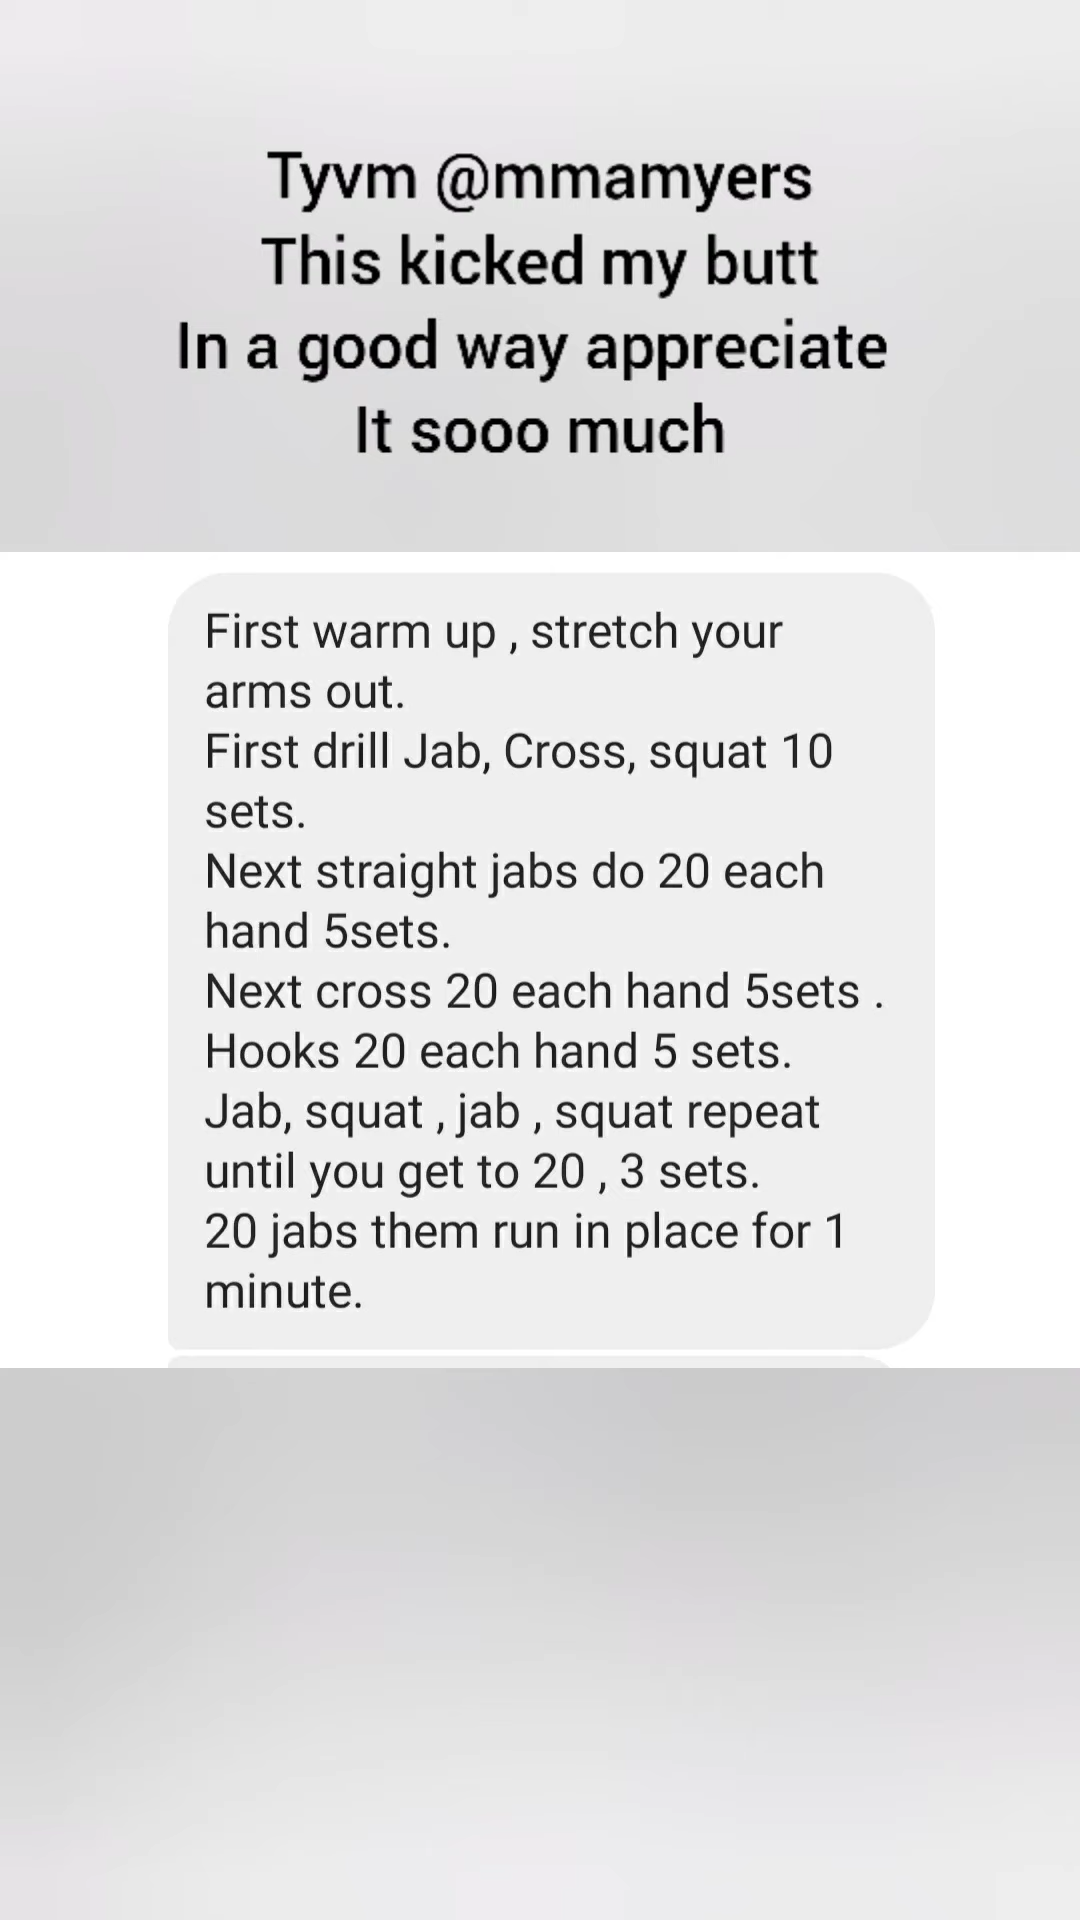 Tyvm @mmamyers
This kicked my butt
In a good way appreciate
It sooo much
First warm up , stretch your
arms out.
First drill Jab, Cross, squat 10
sets.
Next straight jabs do 20 each
hand 5sets.
Next cross 20 each hand 5sets .
Hooks 20 each hand 5 sets.
Jab, squat , jab , squat repeat
until you get to 20 , 3 sets.
20 jabs them run in place for 1
minute.